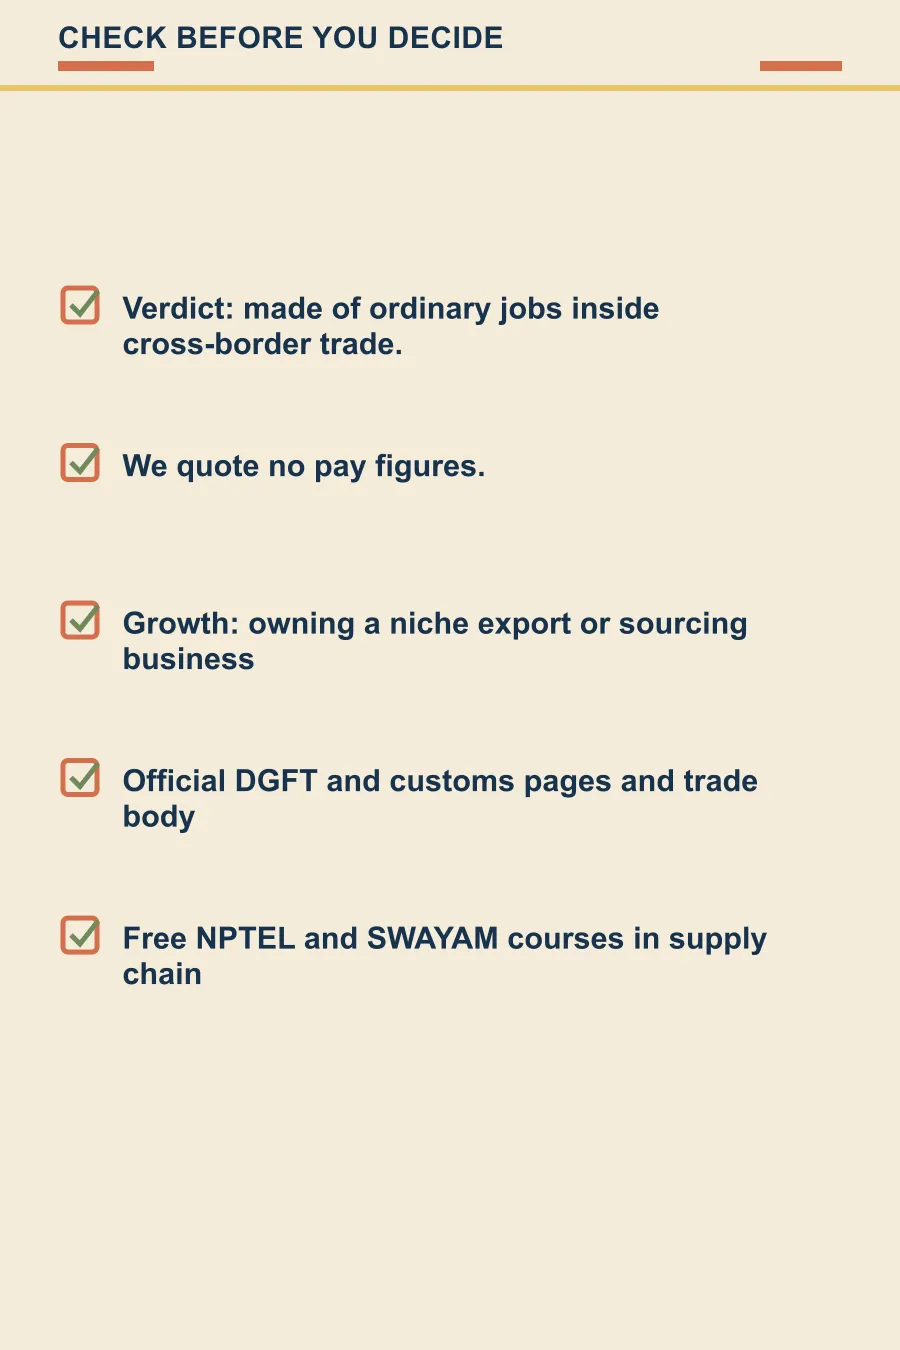 CHECK BEFORE YOU DECIDE
Verdict: made of ordinary jobs inside
cross-border trade.
We quote no pay figures.
Growth: owning a niche export or sourcing
business
Official DGFT and customs pages and trade
body
Free NPTEL and SWAYAM courses in supply
chain